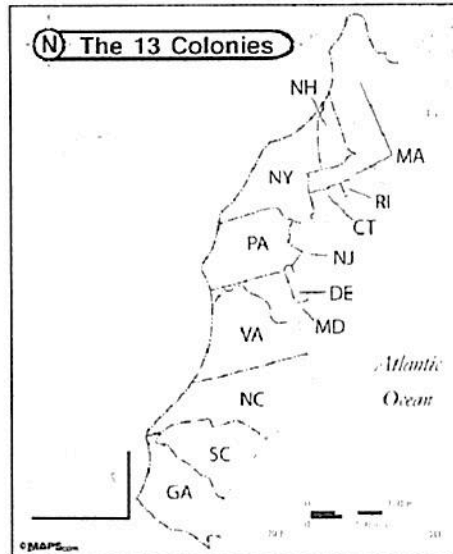 N The 13 Colonies
NH
MA
NY
RI
CT
PA
NJ
DE
MD
VA
Atlantic
Ocean
NC
SC
GA
©MAPS.com